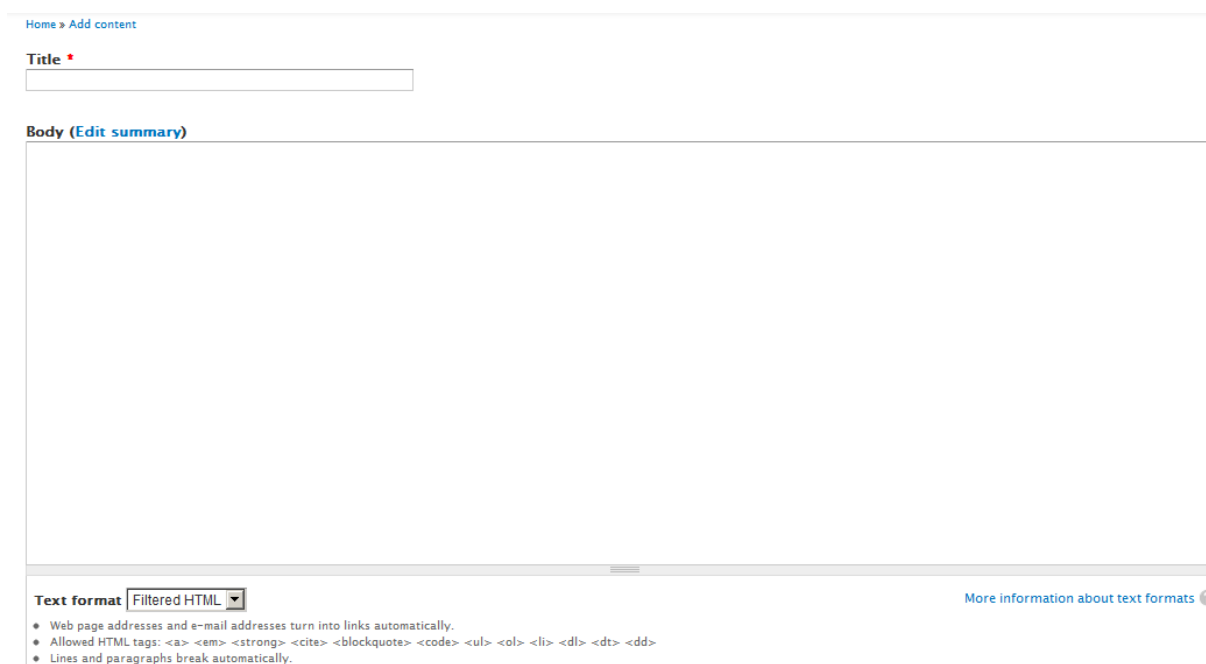 Home » Add content
Title *
Body (Edit summary)
Text format Filtered HTML More information about text formats ?
Web page addresses and e-mail addresses turn into links automatically.
Allowed HTML tags: <a> <em> <strong> <cite> <blockquote> <code> <ul> <ol> <li> <dl> <dt> <dd>
Lines and paragraphs break automatically.